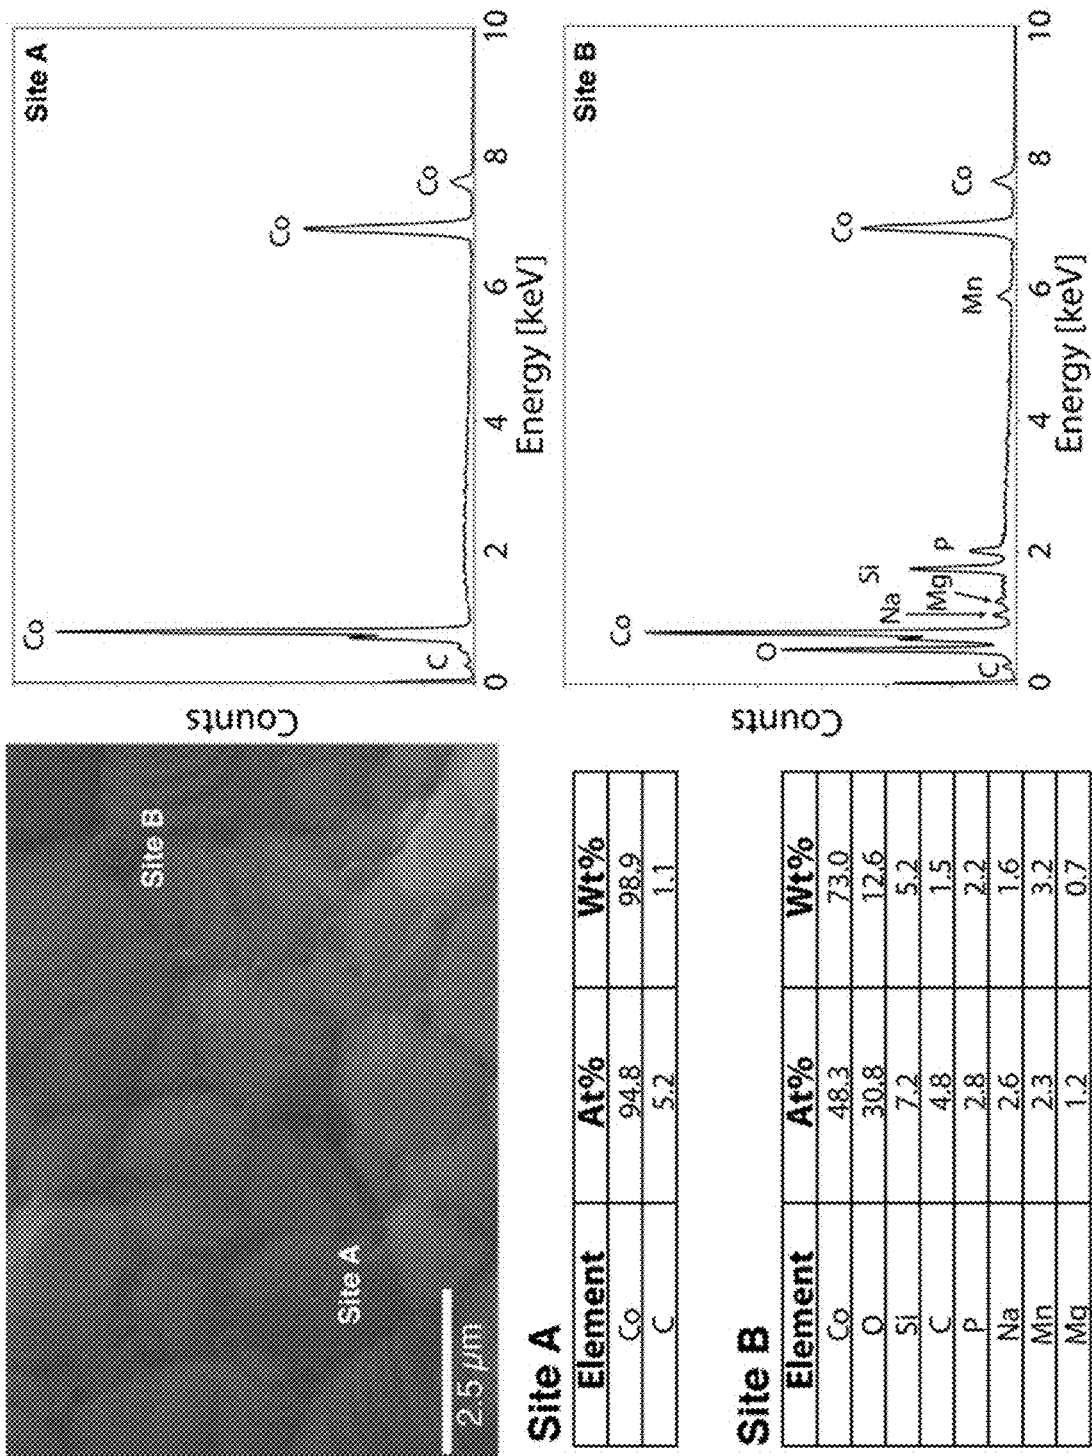 Site B
Site A
2.5 μm
Site A
Element At% Wt%
Co 94.8 98.9
C 5.2 1.1
Site B
Element At% Wt%
Co 48.3 73.0
O 30.8 12.6
Si 7.2 5.2
C 4.8 1.5
P 2.8 2.2
Na 2.6 1.6
Mn 2.3 3.2
Mg 1.2 0.7
Counts
Site A
Co
C
Co
Co
0 2 4 6 8 10
Energy [keV]
Counts
Site B
C
O
Co
Na
Mg
Si
P
Mn
Co
Co
0 2 4 6 8 10
Energy [keV]